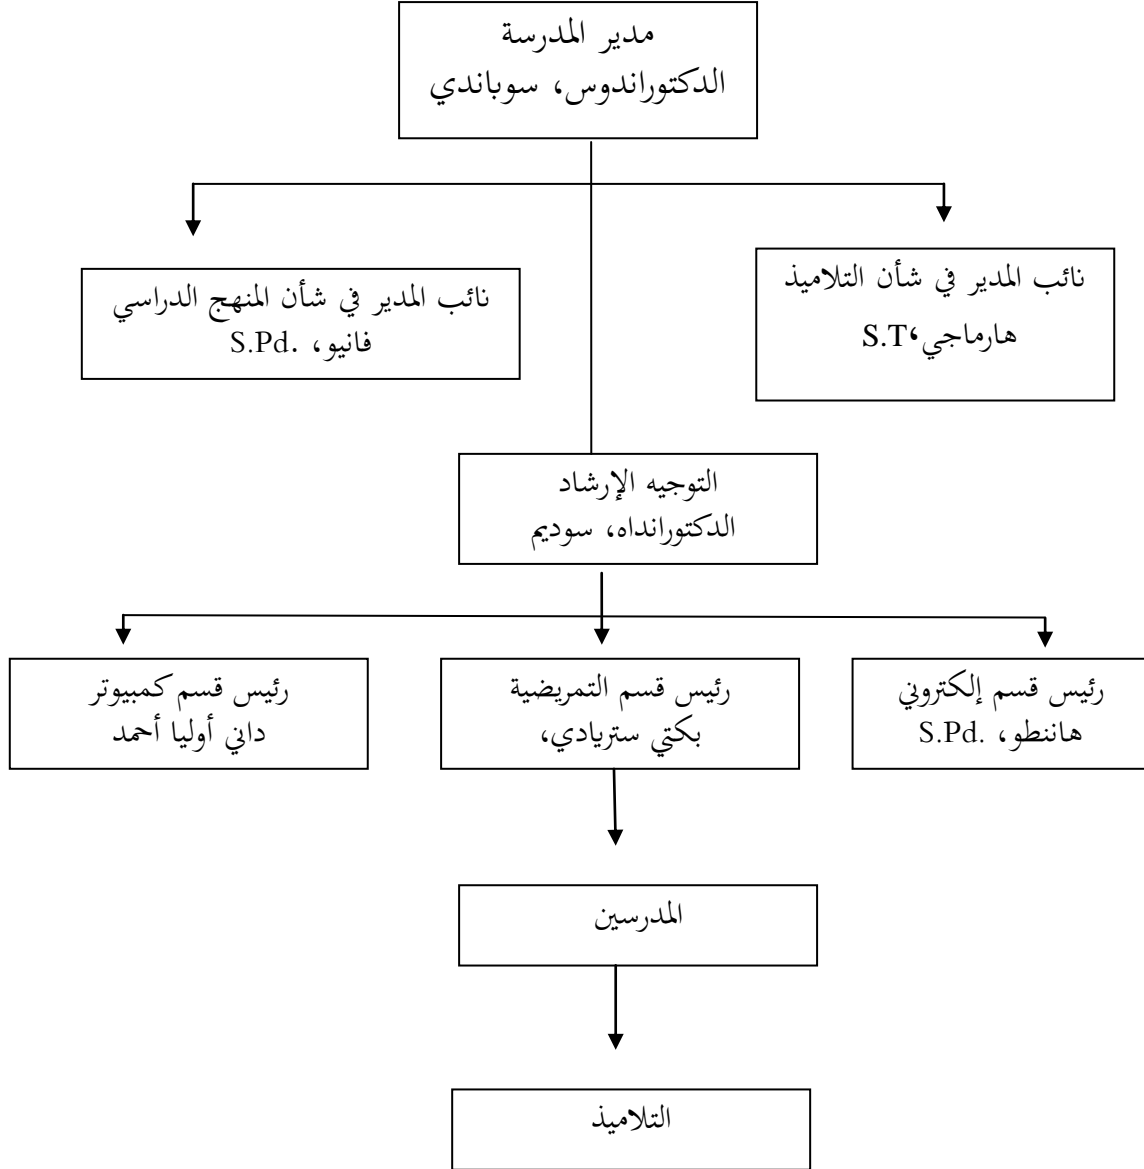 مدير المدرسة
الدكتوراندوس، سوباندي
نائب المدير في شأن التلاميذ
هارماجي،S.T
نائب المدير في شأن المنهج الدراسي
فانيو، S.Pd.
التوجيه الإرشاد
الدكتورانداه، سوديم
رئيس قسم إلكتروني
هاننطو، S.Pd.
رئيس قسم التمريضية
بكتي ستريادي،
رئيس قسم كمبيوتر
داني أوليا أحمد
المدرسين
التلاميذ